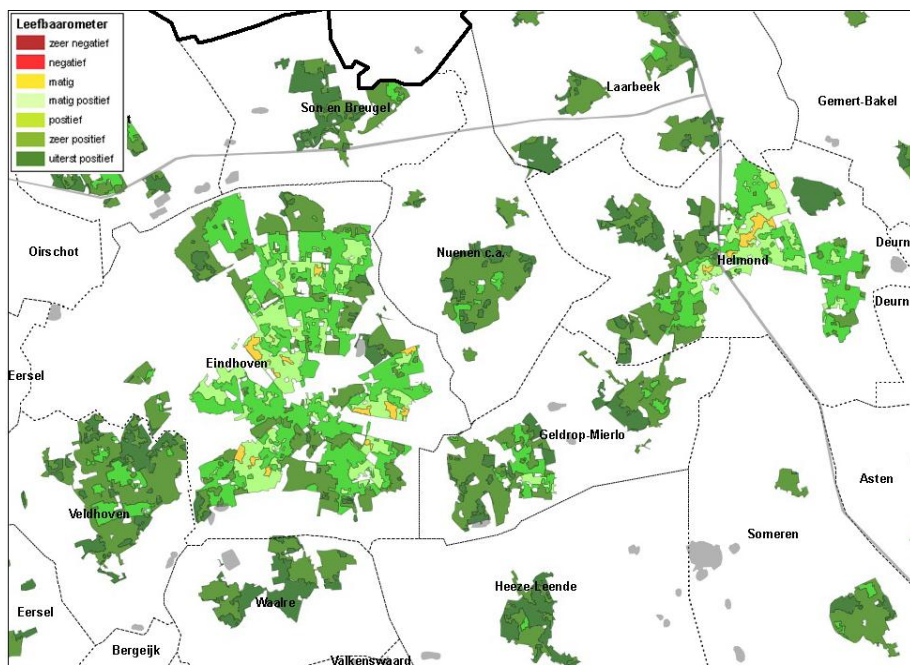 Leefbaarometer
zeer negatief
negatief
matig
matig positief
positief
zeer positief
uiterst positief
Son en Breugel
Laarbeek
Gemert-Bakel
Oirschot
Nuenen c.a.
Helmond
Deurn
Deurn
Eindhoven
Eersel
Geldrop-Mierlo
Veldhoven
Asten
Someren
Heeze-Leende
Waalre
Eersel
Bergeijk
Valkenswaard